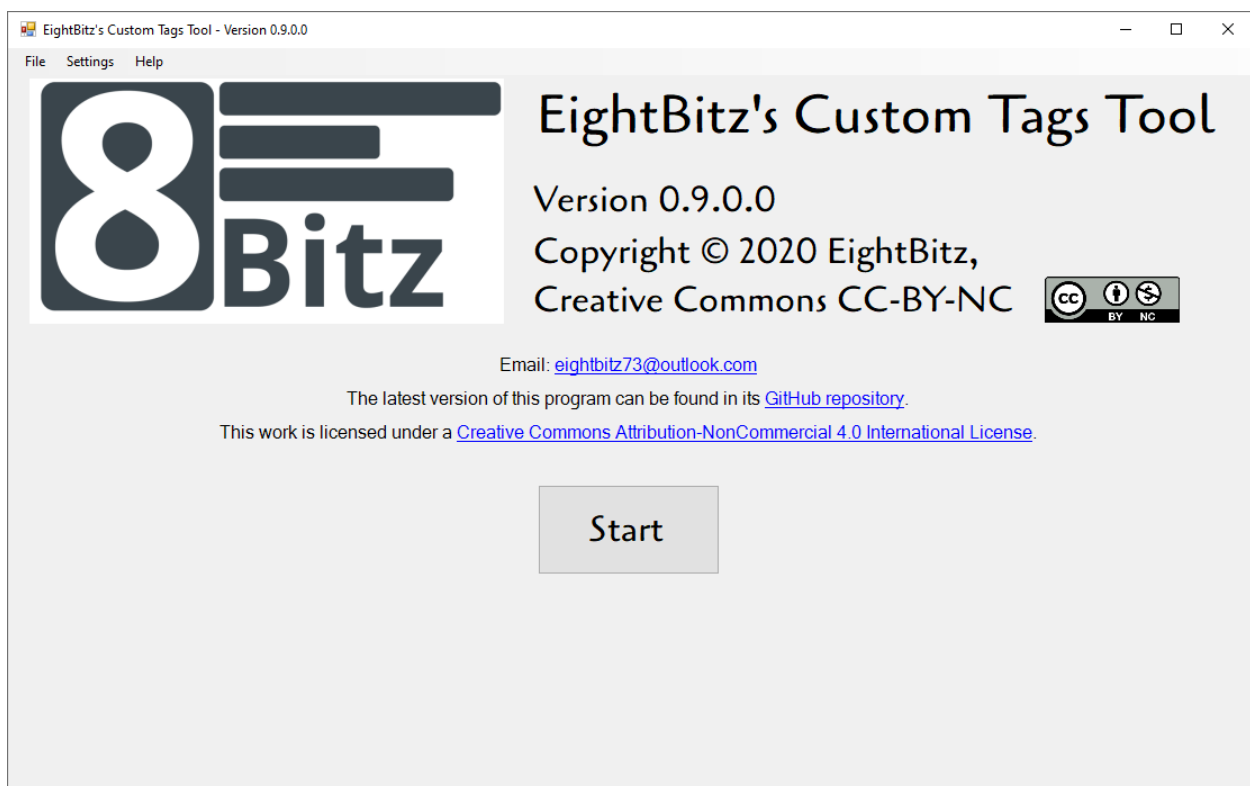 EightBitz's Custom Tags Tool - Version 0.9.0.0
File Settings Help
8 Bitz
EightBitz's Custom Tags Tool
Version 0.9.0.0
Copyright © 2020 EightBitz,
Creative Commons CC-BY-NC
cc BY NC
Email: eightbitz73@outlook.com
The latest version of this program can be found in its GitHub repository.
This work is licensed under a Creative Commons Attribution-NonCommercial 4.0 International License.
Start